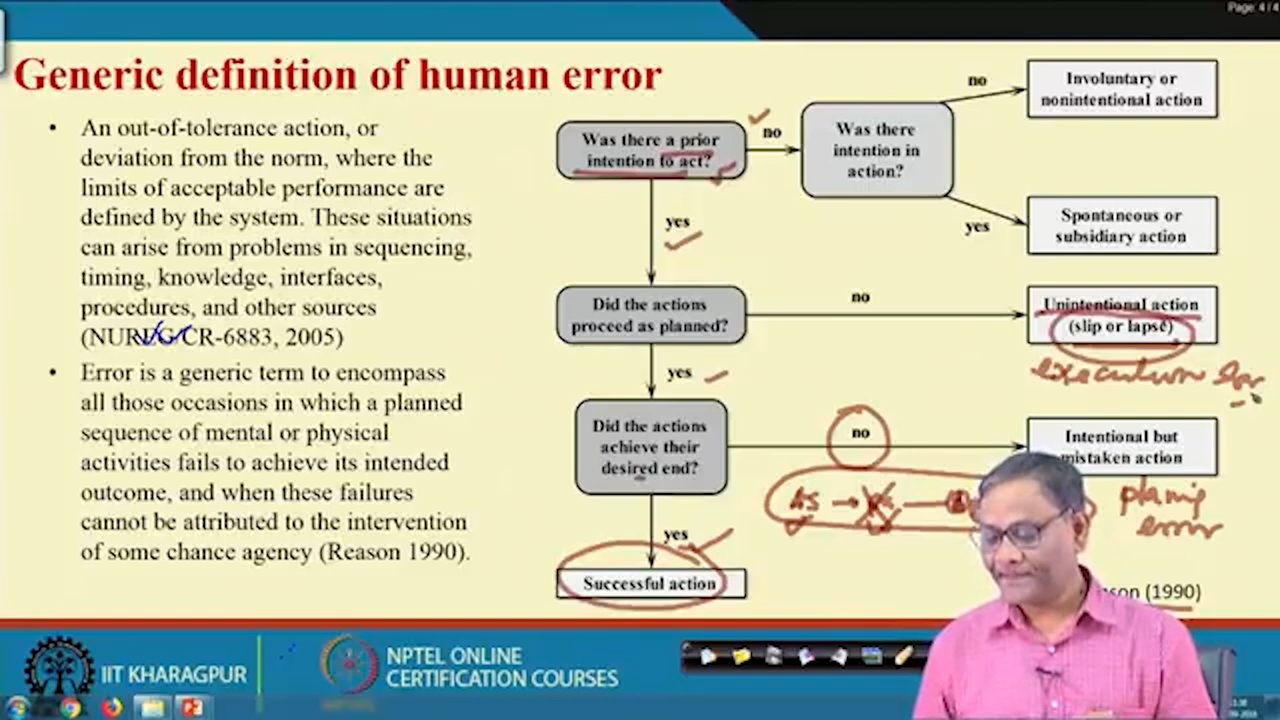 Page: 4 / 4
Generic definition of human error
• An out-of-tolerance action, or
deviation from the norm, where the
limits of acceptable performance are
defined by the system. These situations
can arise from problems in sequencing,
timing, knowledge, interfaces,
procedures, and other sources
(NUREG/CR-6883, 2005)
• Error is a generic term to encompass
all those occasions in which a planned
sequence of mental or physical
activities fails to achieve its intended
outcome, and when these failures
cannot be attributed to the intervention
of some chance agency (Reason 1990).
Was there a prior
intention to act?
no
Was there
intention in
action?
no
Involuntary or
nonintentional action
yes
Spontaneous or
subsidiary action
yes
Did the actions
proceed as planned?
no
Unintentional action
(slip or lapse)
execution
yes
Did the actions
achieve their
desired end?
no
Intentional but
mistaken action
planing
error
yes
Successful action
(1990)
IIT KHARAGPUR
NPTEL ONLINE
CERTIFICATION COURSES